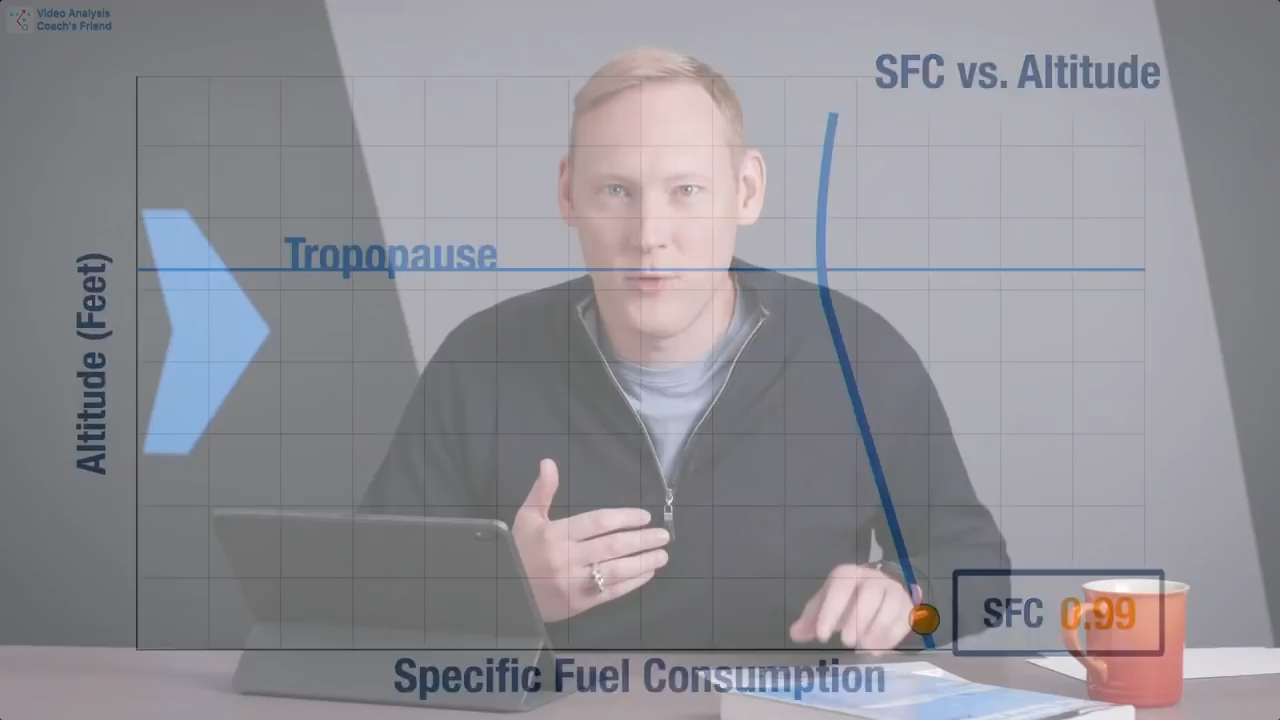 Video Analysis
Coach's Friend
SFC vs. Altitude
Tropopause
Altitude (Feet)
SFC 0.99
Specific Fuel Consumption